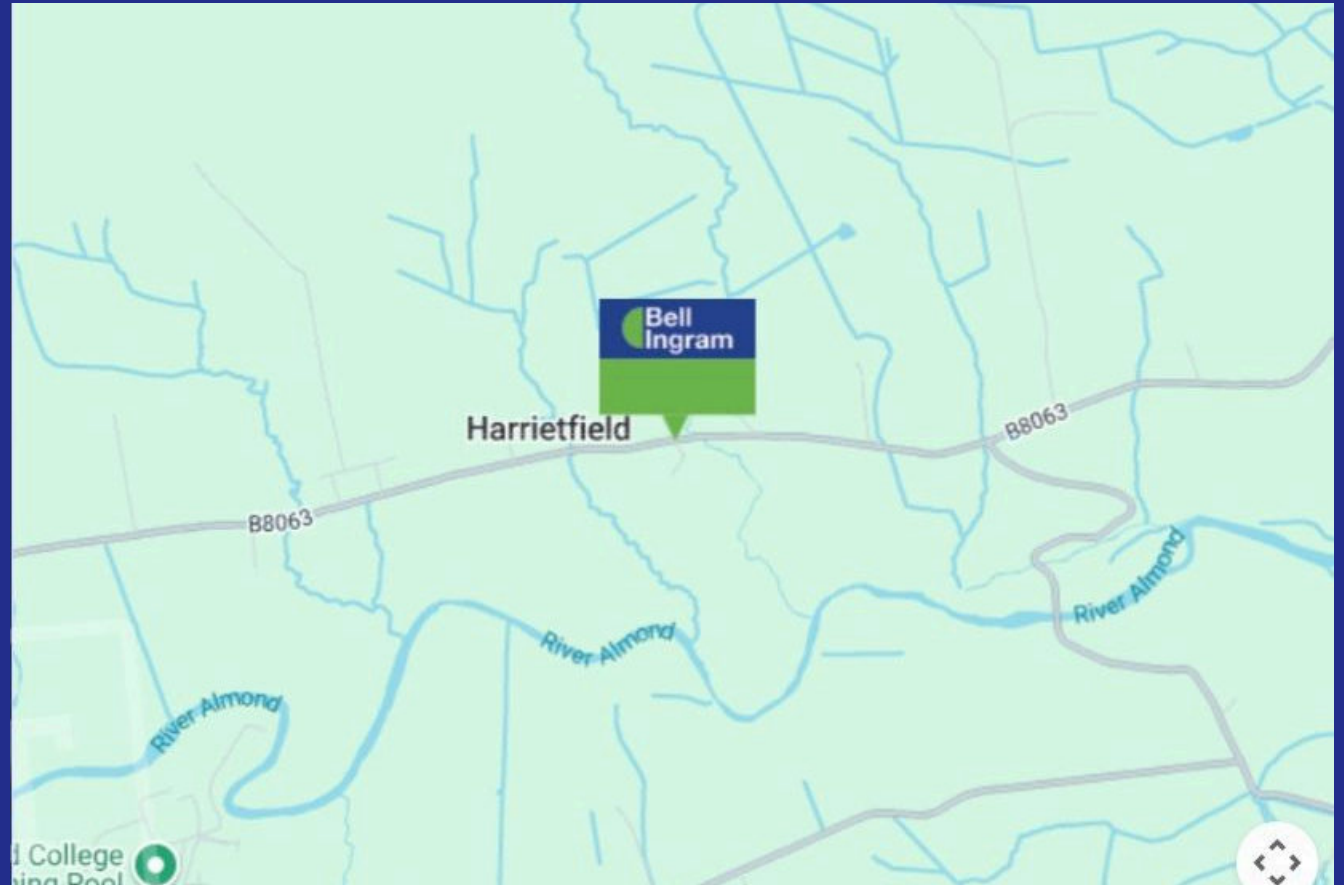 Bell
Ingram
Harrietfield
B8063
B8063
River Almond
River Almond
River Almond
College